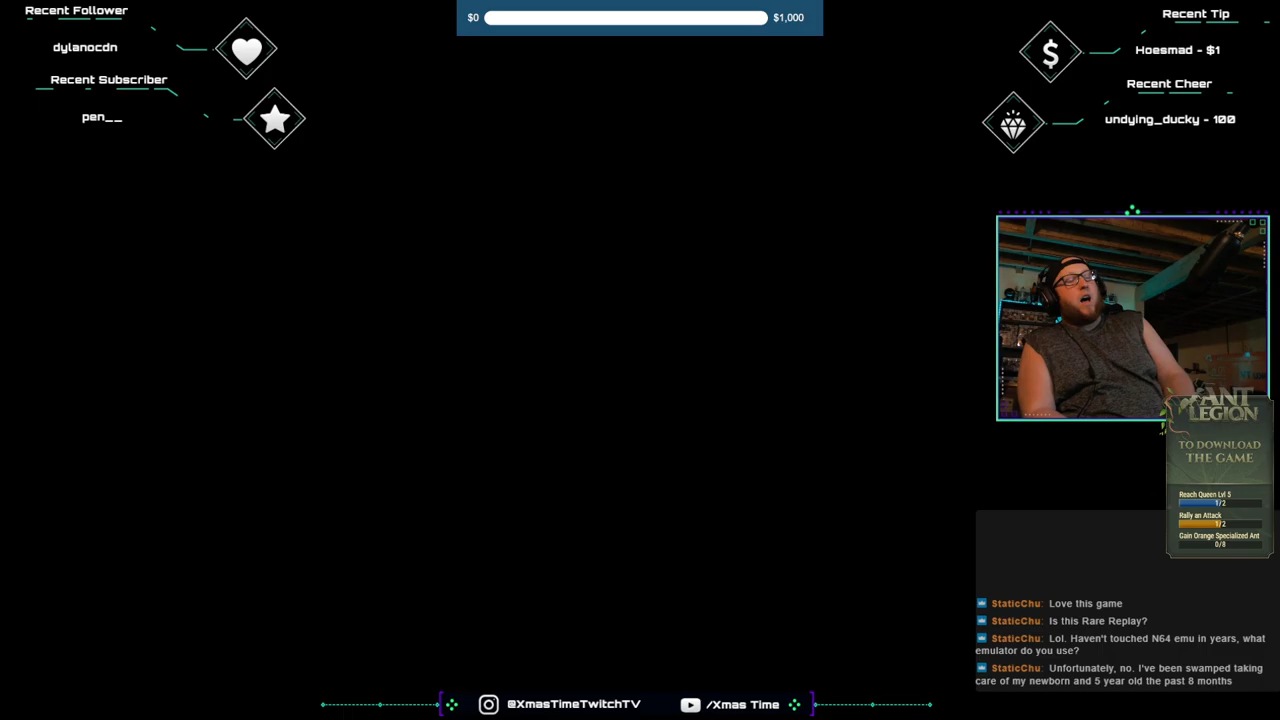 Recent Follower
dylanocdn
Recent Subscriber
pen__
$0 $1,000
Recent Tip
Hoesmad - $1
Recent Cheer
undying_ducky - 100
ANT
LEGION
TO DOWNLOAD
THE GAME
Reach Queen Lvl 5
1/2
Rally an Attack
1/2
Gain Orange Specialized Ant
0/8
StaticChu: Love this game
StaticChu: Is this Rare Replay?
StaticChu: Lol. Haven't touched N64 emu in years, what
emulator do you use?
StaticChu: Unfortunately, no. I've been swamped taking
care of my newborn and 5 year old the past 8 months
@XmasTimeTwitchTV /Xmas Time